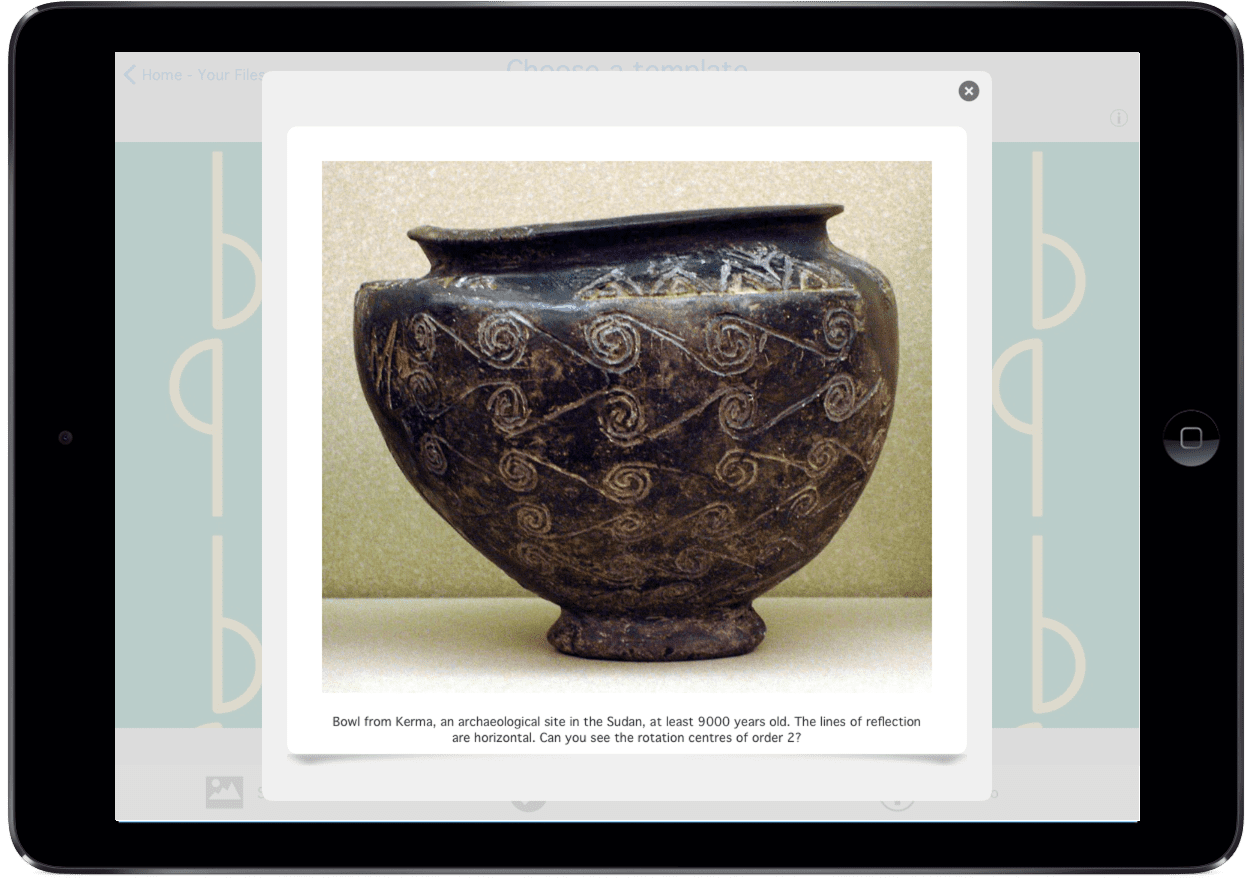 Home - Your Files
Choose a template
Bowl from Kerma, an archaeological site in the Sudan, at least 9000 years old. The lines of reflection
are horizontal. Can you see the rotation centres of order 2?